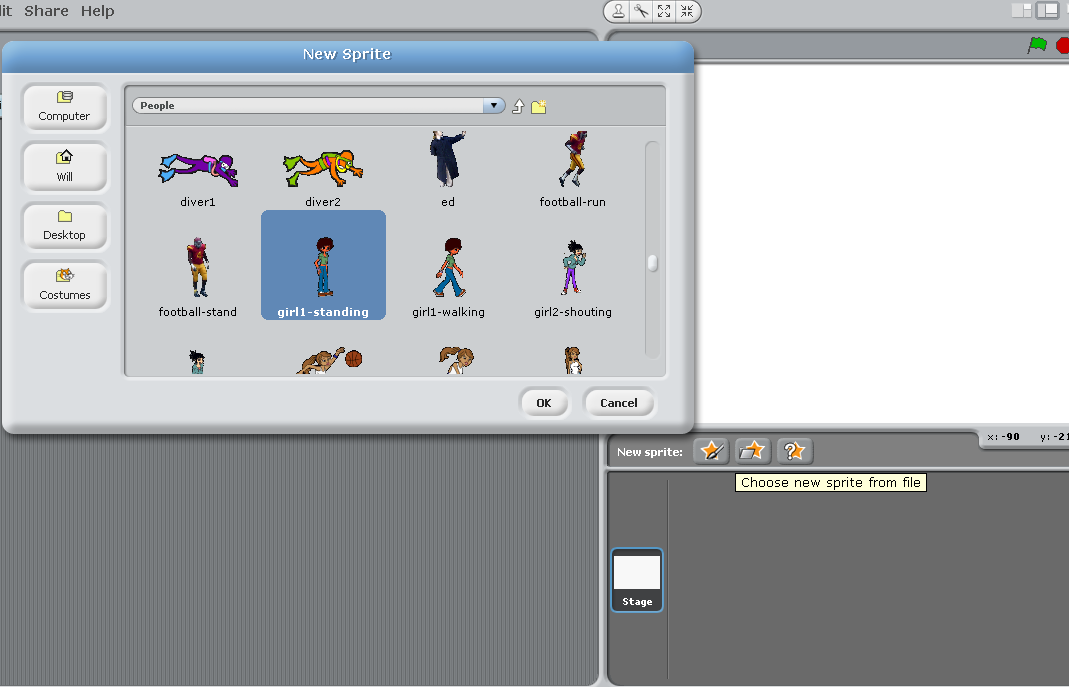 it Share Help
New Sprite
Computer
Will
Desktop
Costumes
People
diver1 diver2 ed football-run
football-stand girl1-standing girl1-walking girl2-shouting
OK Cancel
x: -90 y: -21
New sprite:
Choose new sprite from file
Stage